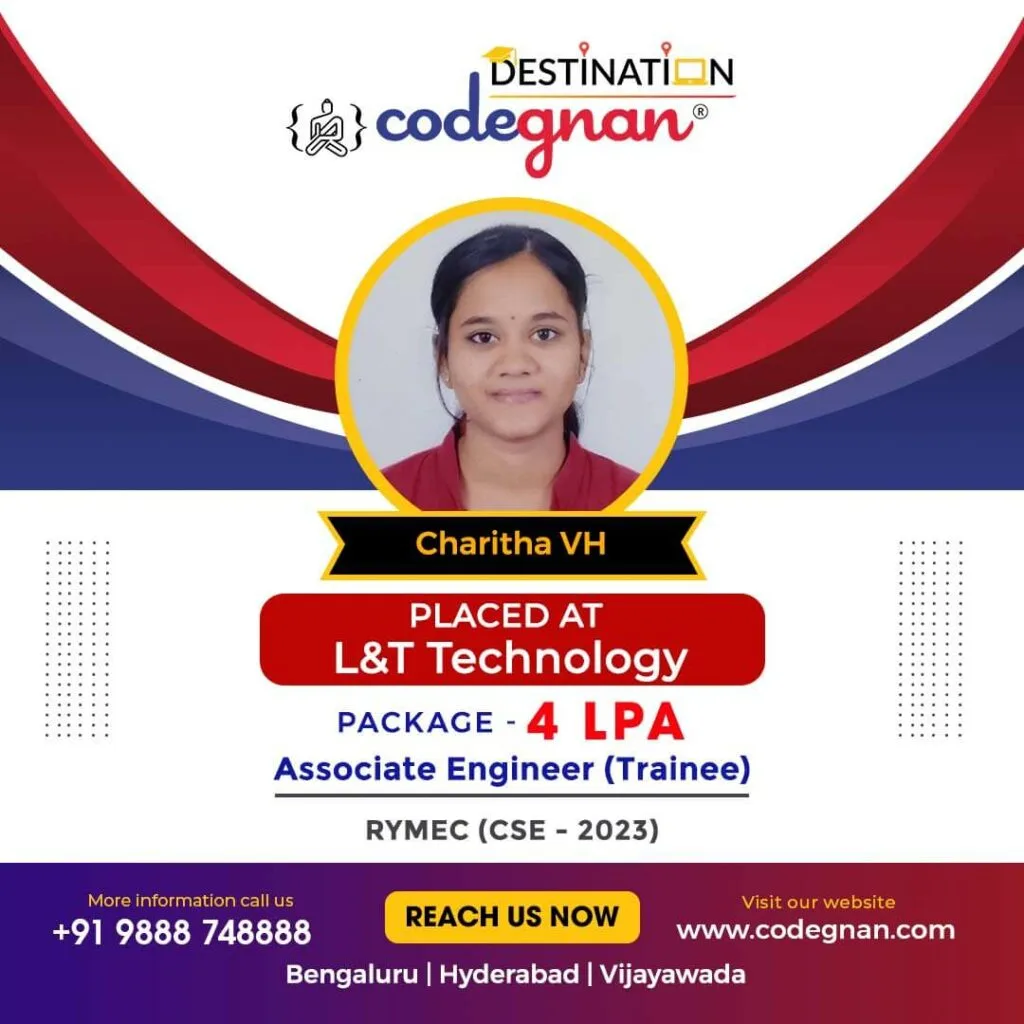 DESTINATION
codegnan®
Charitha VH
PLACED AT
L&T Technology
PACKAGE - 4 LPA
Associate Engineer (Trainee)
RYMEC (CSE - 2023)
More information call us
+91 9888 748888
REACH US NOW
Visit our website
www.codegnan.com
Bengaluru | Hyderabad | Vijayawada